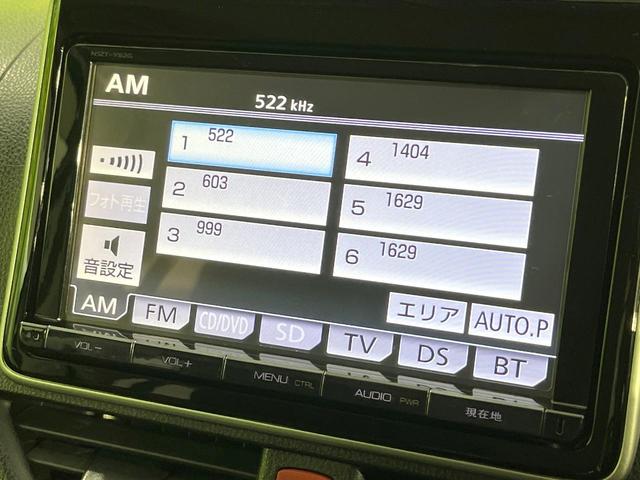 AM
522 kHz
1 522
4 1404
2 603
5 1629
3 999
6 1629
フォト再生
音設定
エリア
AUTO.P
AM
FM
CD/DVD
SD
TV
DS
BT
VOL−
VOL+
MENU CTRL
AUDIO PWR
現在地